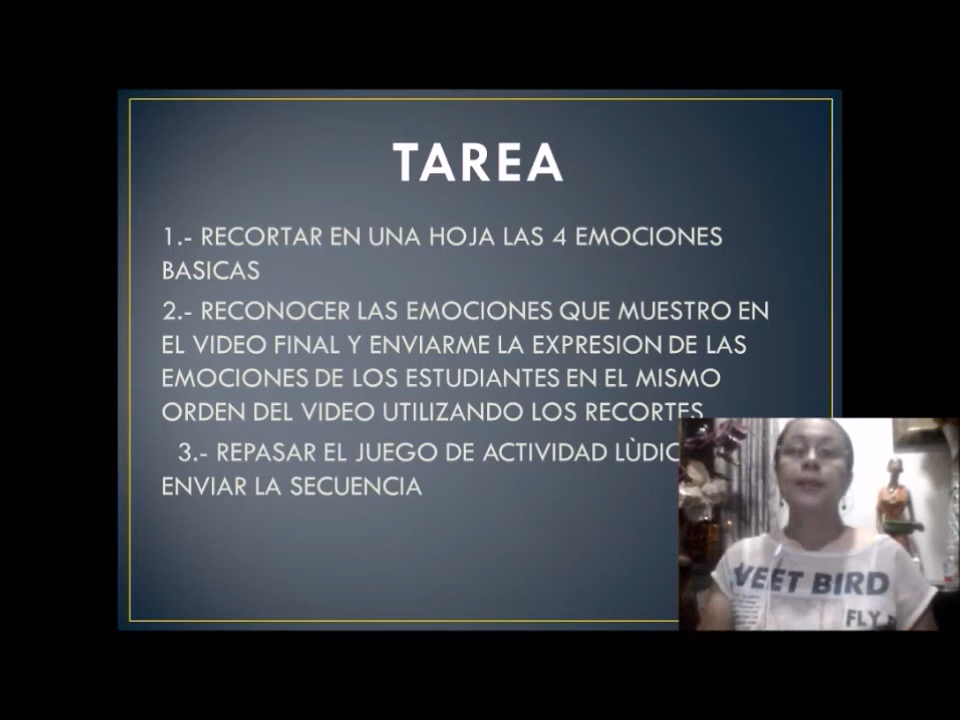 TAREA
1.- RECORTAR EN UNA HOJA LAS 4 EMOCIONES
BASICAS
2.- RECONOCER LAS EMOCIONES QUE MUESTRO EN
EL VIDEO FINAL Y ENVIARME LA EXPRESION DE LAS
EMOCIONES DE LOS ESTUDIANTES EN EL MISMO
ORDEN DEL VIDEO UTILIZANDO LOS RECORTES
3.- REPASAR EL JUEGO DE ACTIVIDAD LÙDIC
ENVIAR LA SECUENCIA
WEET BIRD
FLY